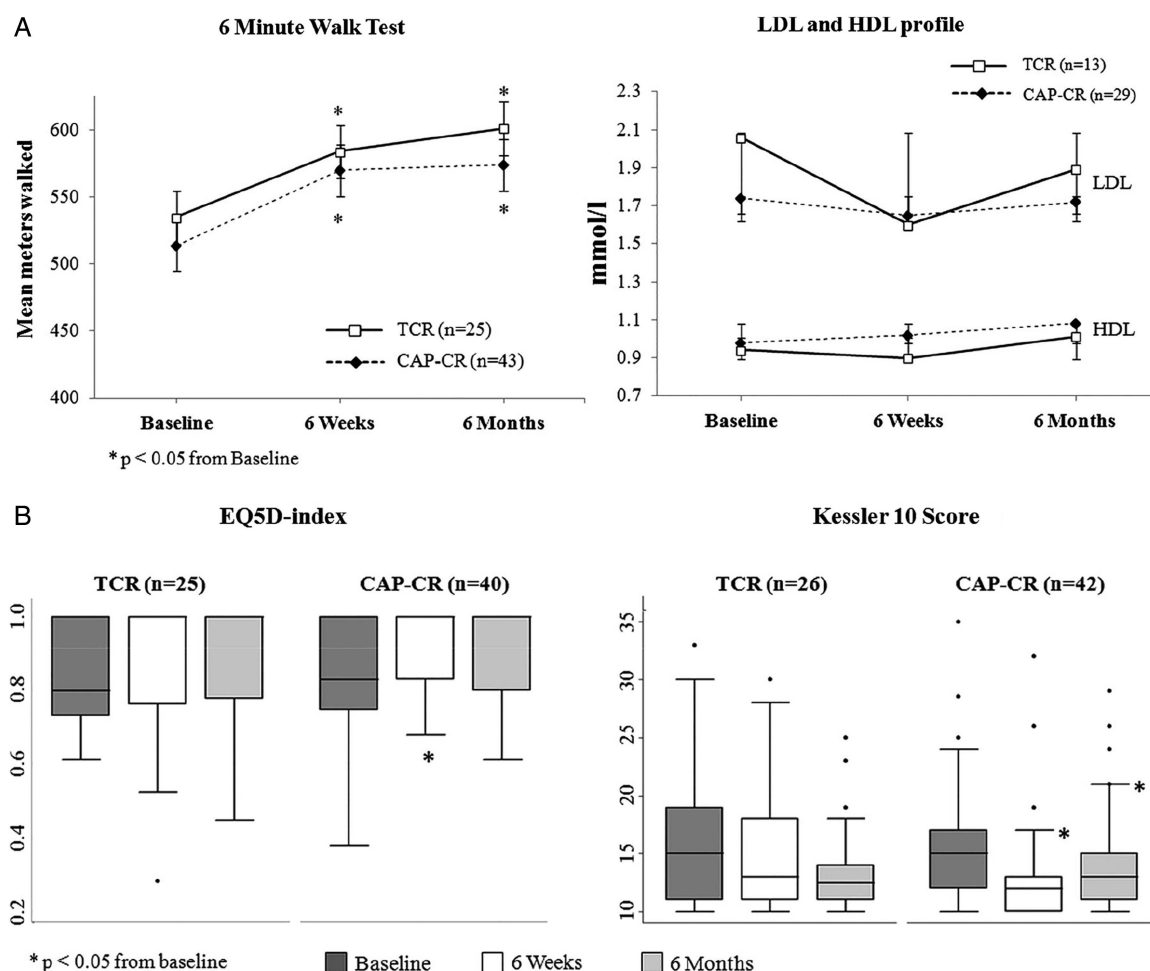 A
6 Minute Walk Test
Mean meters walked
600
550
500
450
400
*
*
*
*
TCR (n=25)
CAP-CR (n=43)
Baseline
6 Weeks
6 Months
* p < 0.05 from Baseline
LDL and HDL profile
TCR (n=13)
CAP-CR (n=29)
mmol/l
2.3
2.1
1.9
1.7
1.5
1.3
1.1
0.9
0.7
LDL
HDL
Baseline
6 Weeks
6 Months
B
EQ5D-index
TCR (n=25)
CAP-CR (n=40)
1.0
0.8
0.6
0.4
0.2
*
Kessler 10 Score
TCR (n=26)
CAP-CR (n=42)
35
30
25
20
15
10
*
*
* p < 0.05 from baseline
Baseline
6 Weeks
6 Months